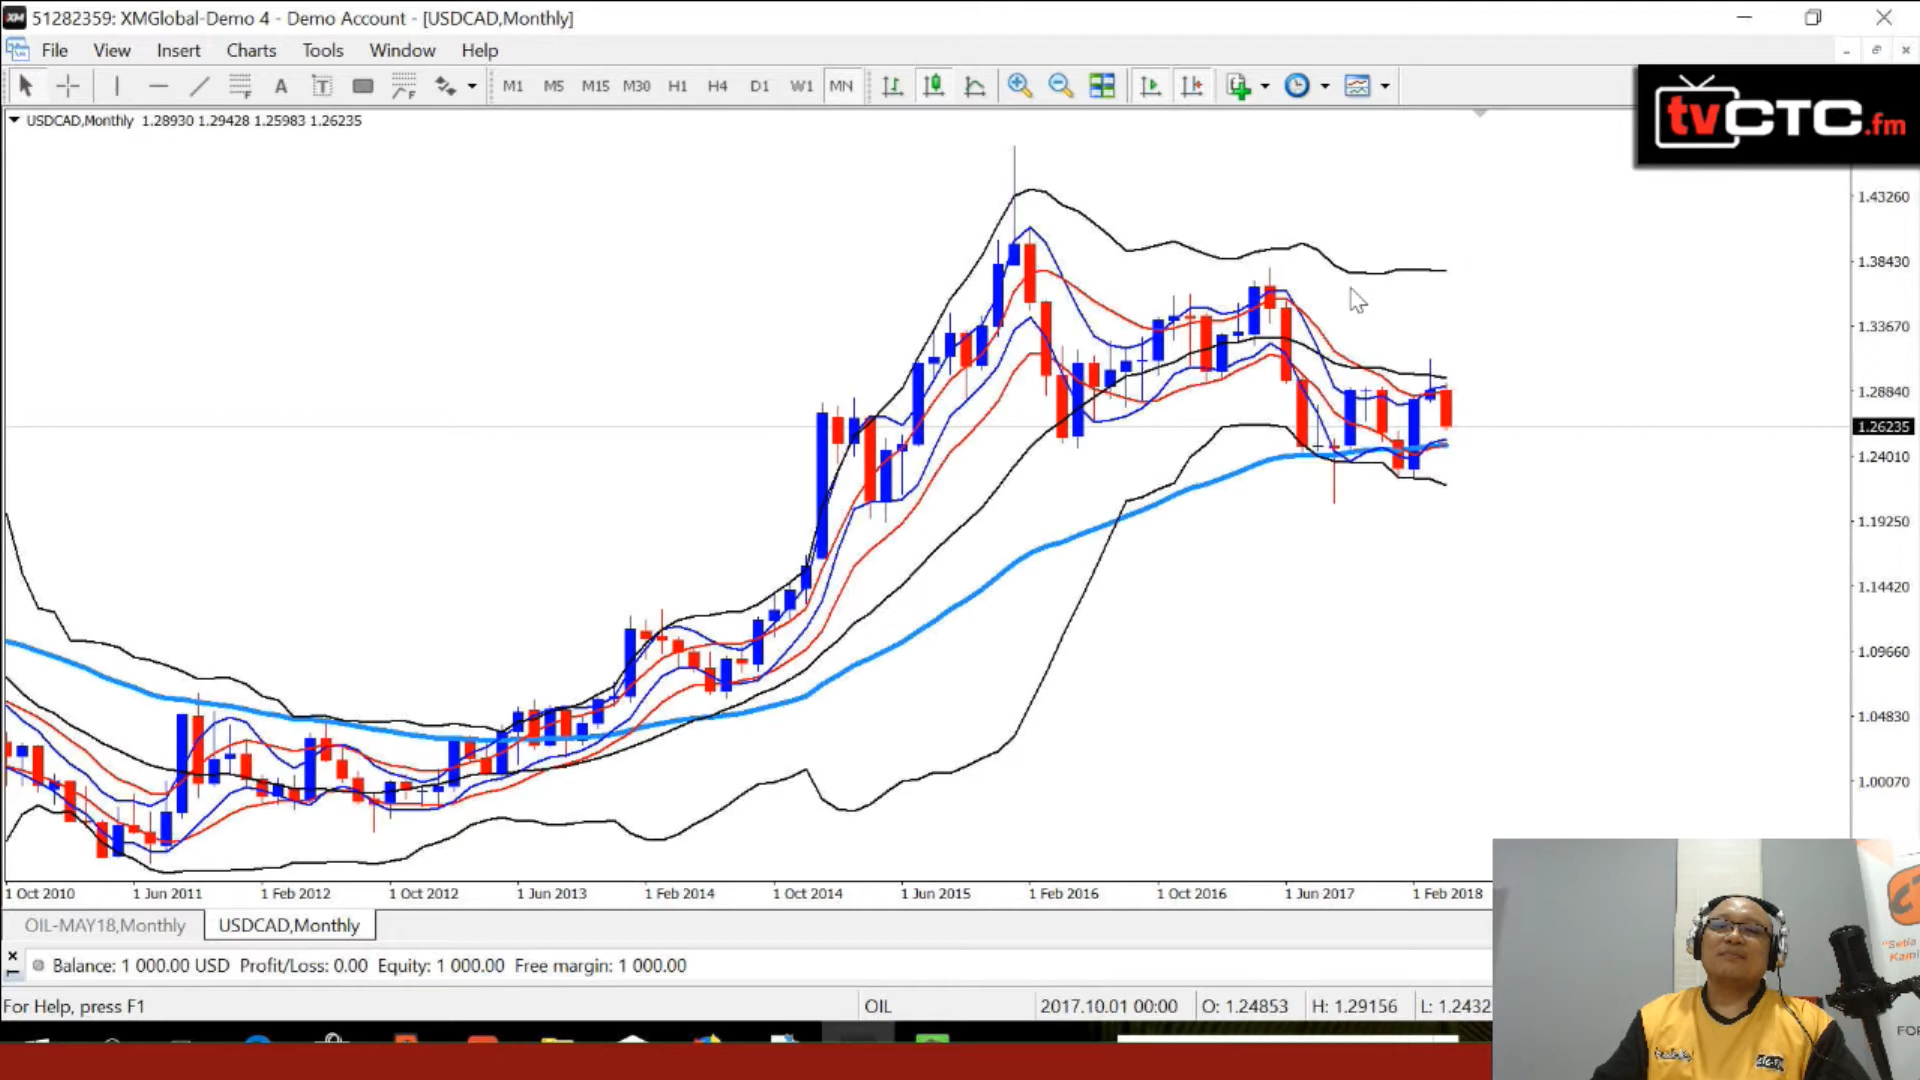 XM 51282359: XMGlobal-Demo 4 - Demo Account - [USDCAD,Monthly]
File View Insert Charts Tools Window Help
A T M1 M5 M15 M30 H1 H4 D1 W1 MN
tvCTC.fm
USDCAD,Monthly 1.28930 1.29428 1.25983 1.26235
1.43260
1.38430
1.33670
1.28840
1.26235
1.24010
1.19250
1.14420
1.09660
1.04830
1.00070
1 Oct 2010 1 Jun 2011 1 Feb 2012 1 Oct 2012 1 Jun 2013 1 Feb 2014 1 Oct 2014 1 Jun 2015 1 Feb 2016 1 Oct 2016 1 Jun 2017 1 Feb 2018
OIL-MAY18,Monthly USDCAD,Monthly
Balance: 1 000.00 USD Profit/Loss: 0.00 Equity: 1 000.00 Free margin: 1 000.00
For Help, press F1 OIL 2017.10.01 00:00 O: 1.24853 H: 1.29156 L: 1.2432
"Setia
Kami
FOR